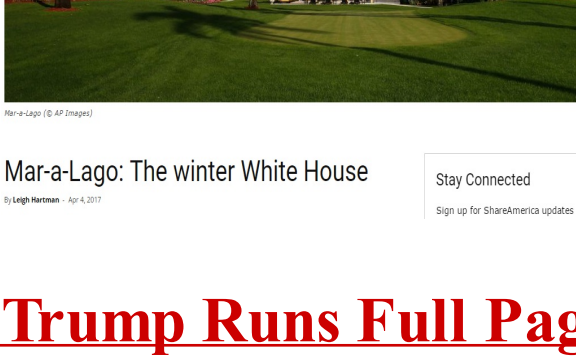 Mar-a-Lago (© AP Images)
Mar-a-Lago: The winter White House
By Leigh Hartman - Apr 4, 2017
Stay Connected
Sign up for ShareAmerica updates
Trump Runs Full Pag